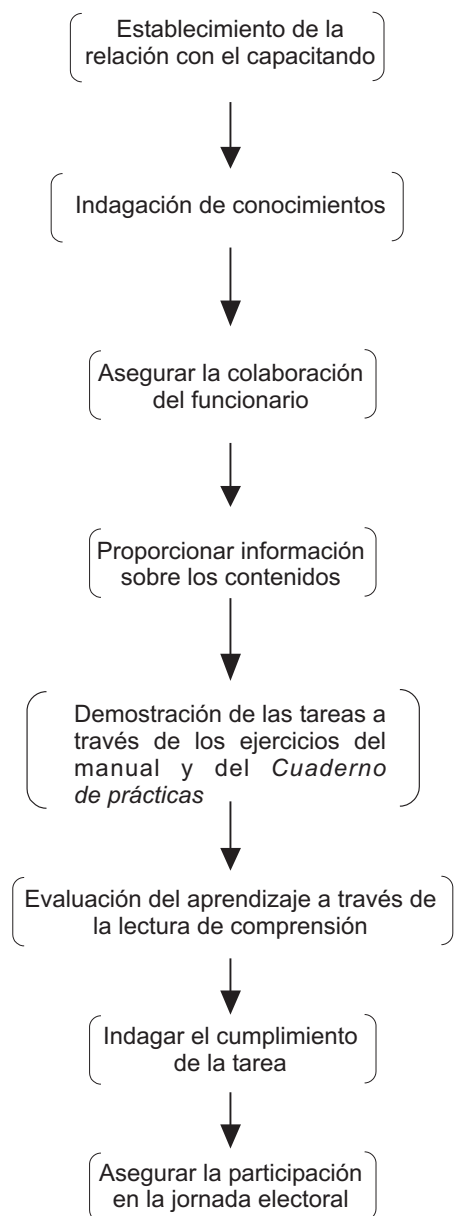 Establecimiento de la
relación con el capacitando
Indagación de conocimientos
Asegurar la colaboración
del funcionario
Proporcionar información
sobre los contenidos
Demostración de las tareas a
través de los ejercicios del
manual y del Cuaderno
de prácticas
Evaluación del aprendizaje a través de
la lectura de comprensión
Indagar el cumplimiento
de la tarea
Asegurar la participación
en la jornada electoral